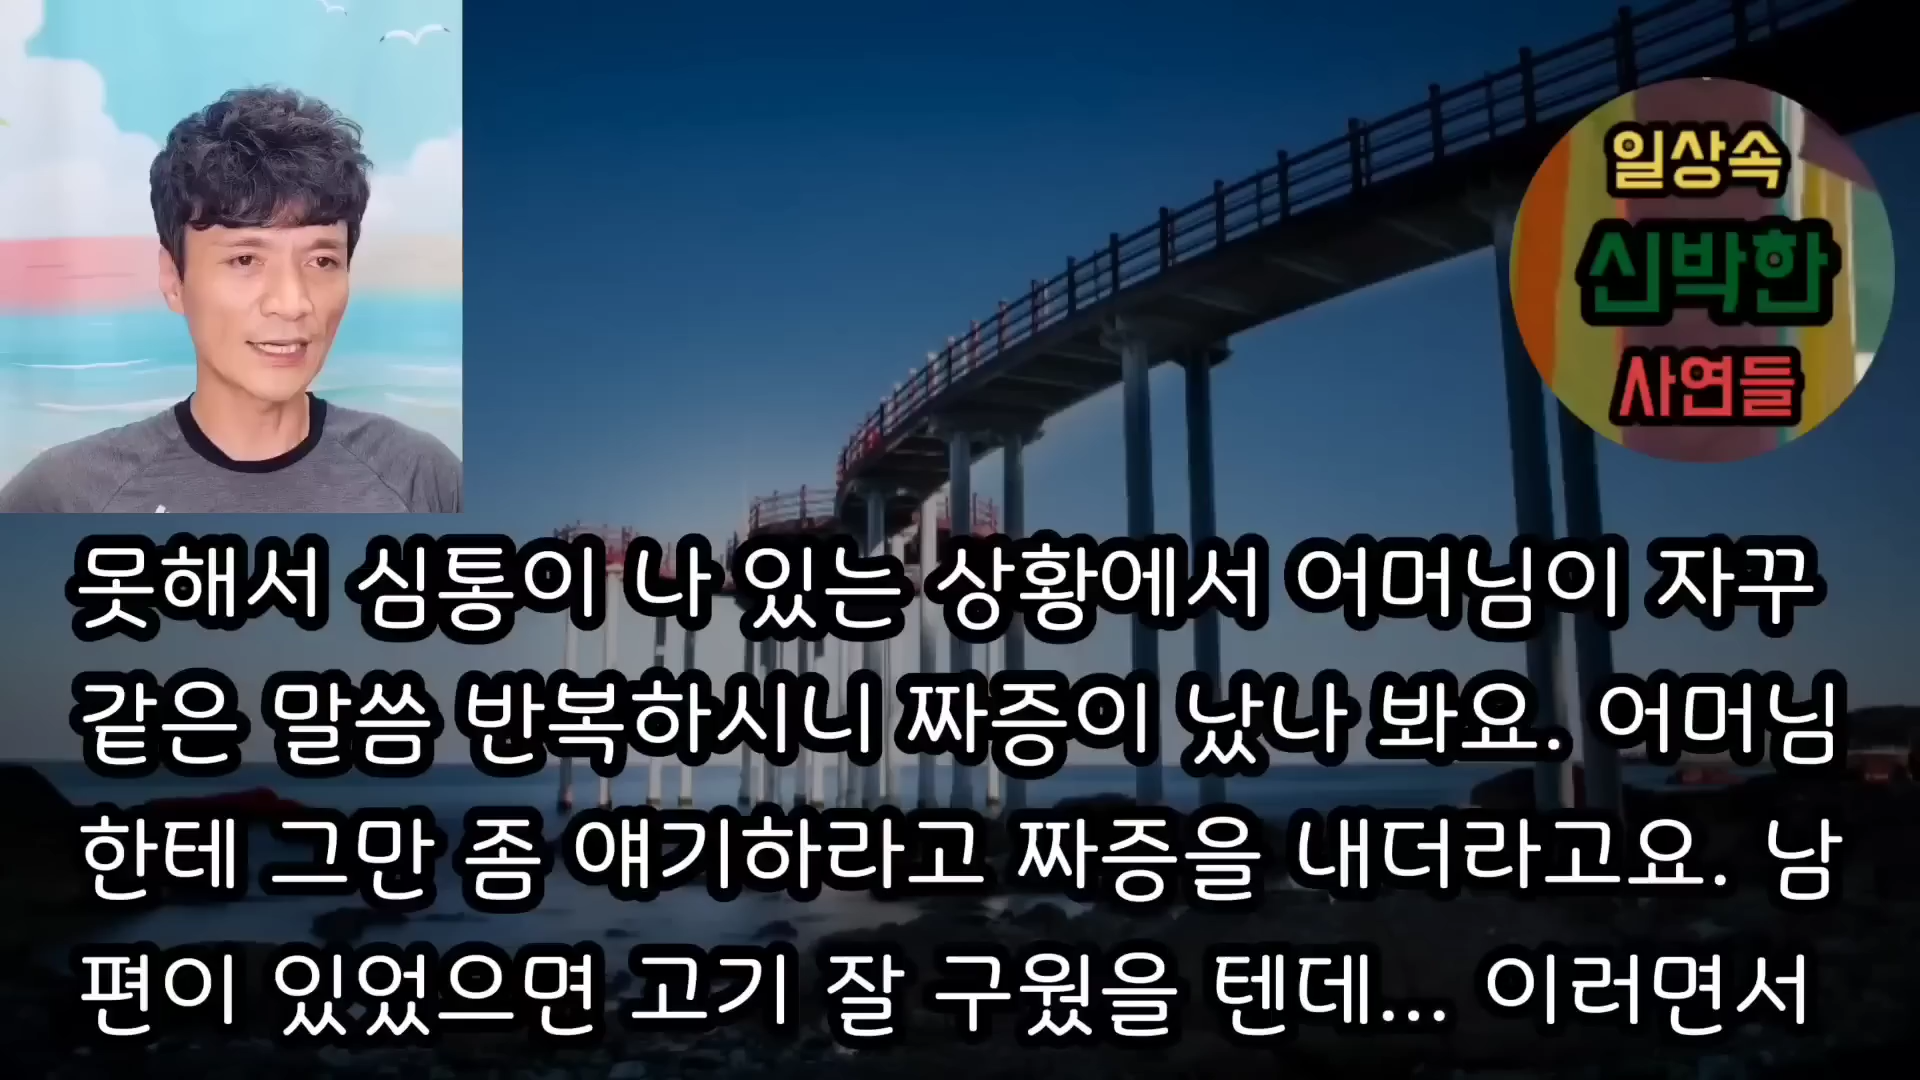 일상속
신박한
사연들
못해서 심통이 나 있는 상황에서 어머님이 자꾸
같은 말씀 반복하시니 짜증이 났나 봐요. 어머님
한테 그만 좀 얘기하라고 짜증을 내더라고요. 남
편이 있었으면 고기 잘 구웠을 텐데... 이러면서